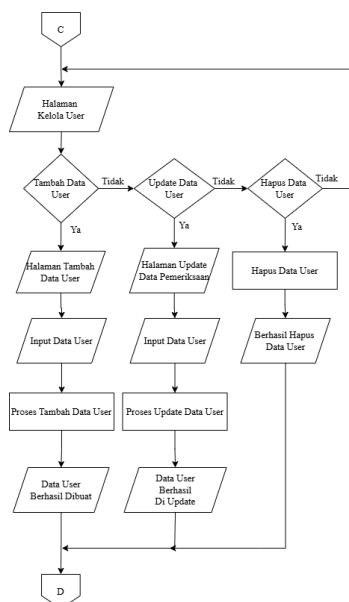 C
Halaman
Kelola User
Tambah Data
User
Tidak
Update Data
User
Tidak
Hapus Data
User
Tidak
Ya
Ya
Ya
Halaman Tambah
Data User
Halaman Update
Data Pemeriksaan
Hapus Data User
Input Data User
Input Data User
Berhasil Hapus
Data User
Proses Tambah Data User
Proses Update Data User
Data User
Berhasil Dibuat
Data User
Berhasil
Di Update
D